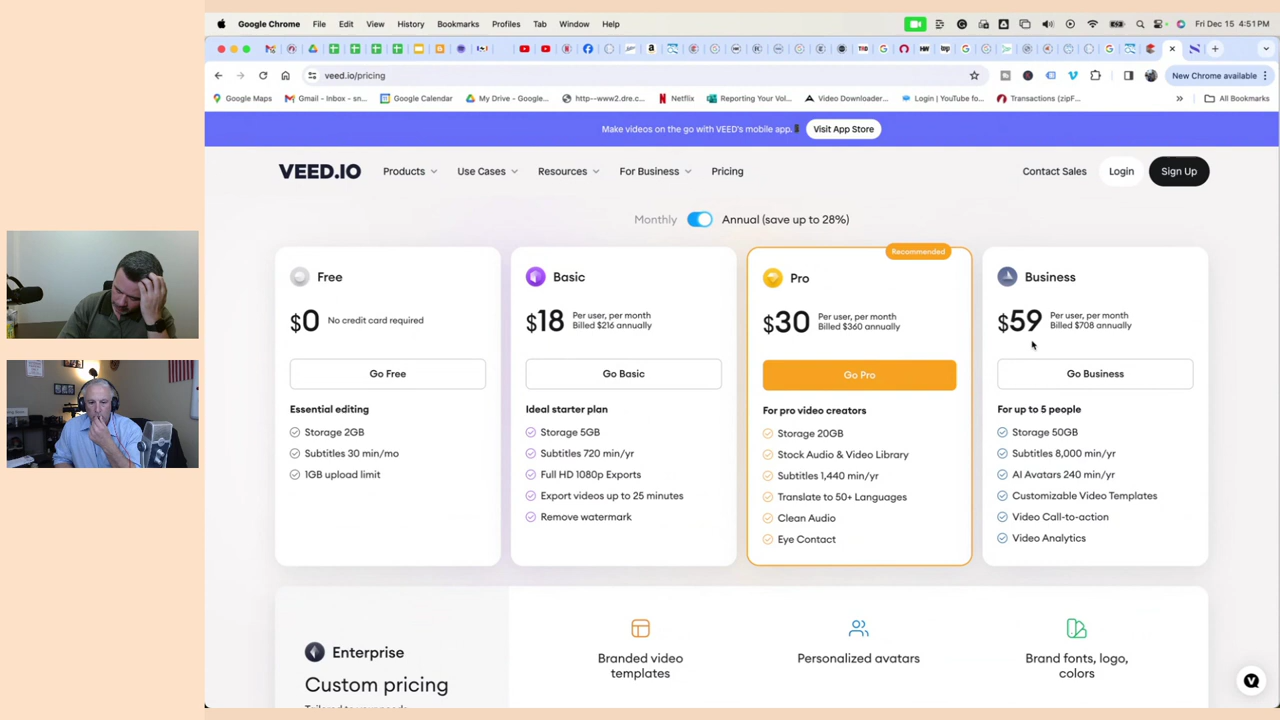 Google Chrome File Edit View History Bookmarks Profiles Tab Window Help Fri Dec 15 4:51 PM
veed.io/pricing New Chrome available
Google Maps Gmail - Inbox - sn... Google Calendar My Drive - Google... http--www2.dre.c... Netflix Reporting Your Vol... Video Downloader... Login | YouTube fo... Transactions (zipF... » All Bookmarks
Make videos on the go with VEED's mobile app. Visit App Store
VEED.IO Products Use Cases Resources For Business Pricing Contact Sales Login Sign Up
Monthly Annual (save up to 28%)
Free
$0 No credit card required
Go Free
Essential editing
Storage 2GB
Subtitles 30 min/mo
1GB upload limit
Basic
$18 Per user, per month
Billed $216 annually
Go Basic
Ideal starter plan
Storage 5GB
Subtitles 720 min/yr
Full HD 1080p Exports
Export videos up to 25 minutes
Remove watermark
Recommended
Pro
$30 Per user, per month
Billed $360 annually
Go Pro
For pro video creators
Storage 20GB
Stock Audio & Video Library
Subtitles 1,440 min/yr
Translate to 50+ Languages
Clean Audio
Eye Contact
Business
$59 Per user, per month
Billed $708 annually
Go Business
For up to 5 people
Storage 50GB
Subtitles 8,000 min/yr
AI Avatars 240 min/yr
Customizable Video Templates
Video Call-to-action
Video Analytics
Enterprise
Custom pricing
Branded video
templates
Personalized avatars
Brand fonts, logo,
colors